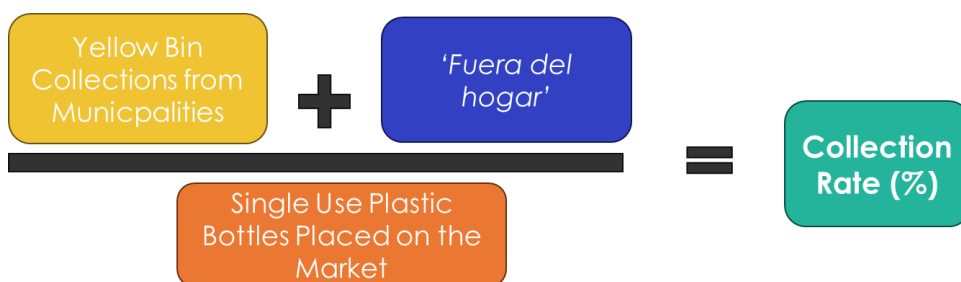 Yellow Bin
Collections from
Municpalities
+
‘Fuera del
hogar’
=
Collection
Rate (%)
Single Use Plastic
Bottles Placed on the
Market